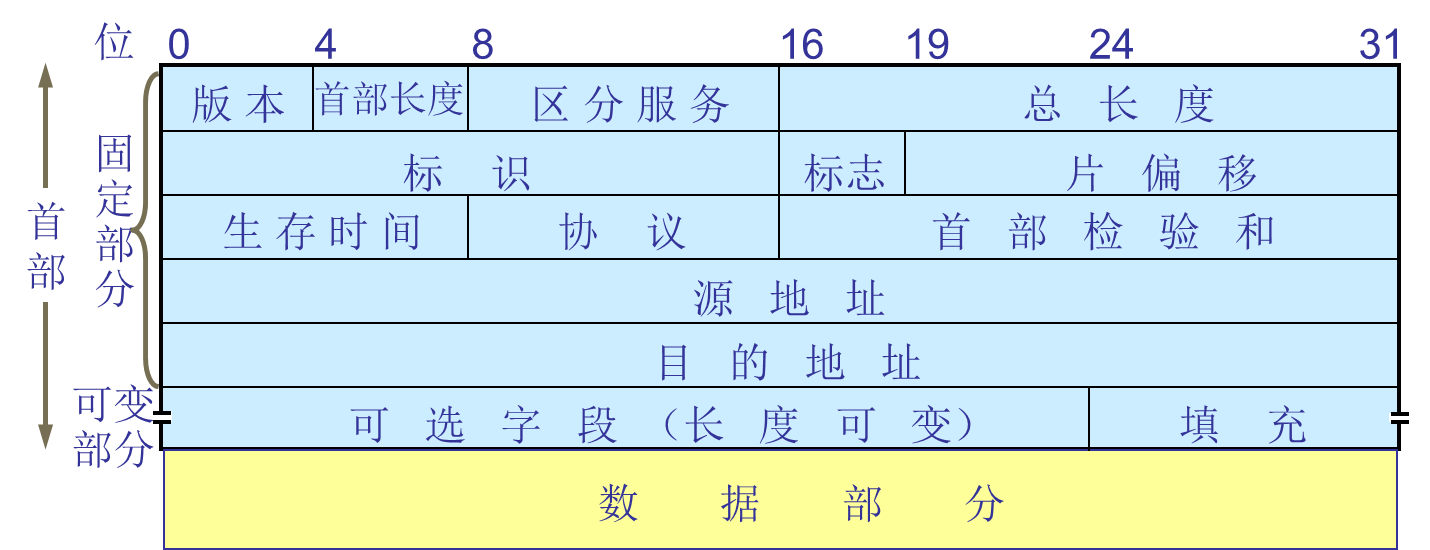 位 0 4 8 16 19 24 31
版本 首部长度 区分服务 总长度
标识 标志 片偏移
生存时间 协议 首部检验和
源地址
目的地址
可选字段（长度可变） 填充
数据部分
首部
固定部分
可变
部分